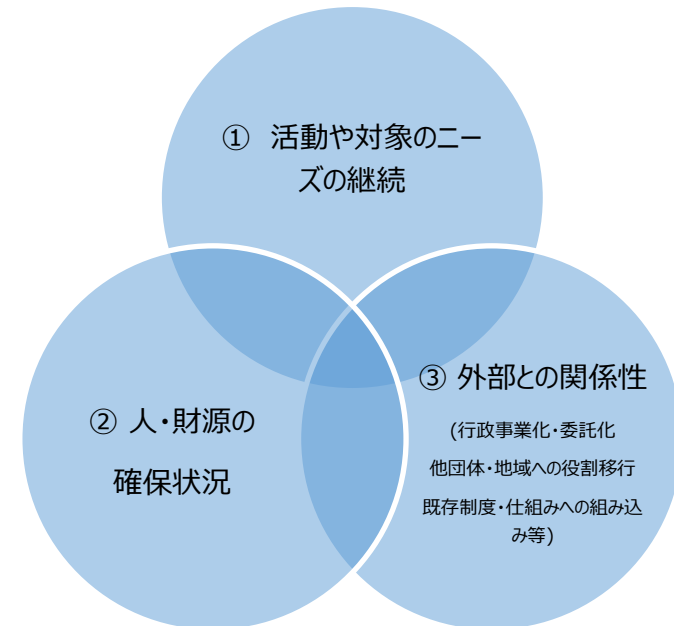 ① 活動や対象のニー
ズの継続
② 人・財源の
確保状況
③ 外部との関係性
(行政事業化・委託化
他団体・地域への役割移行
既存制度・仕組みへの組み込
み等)